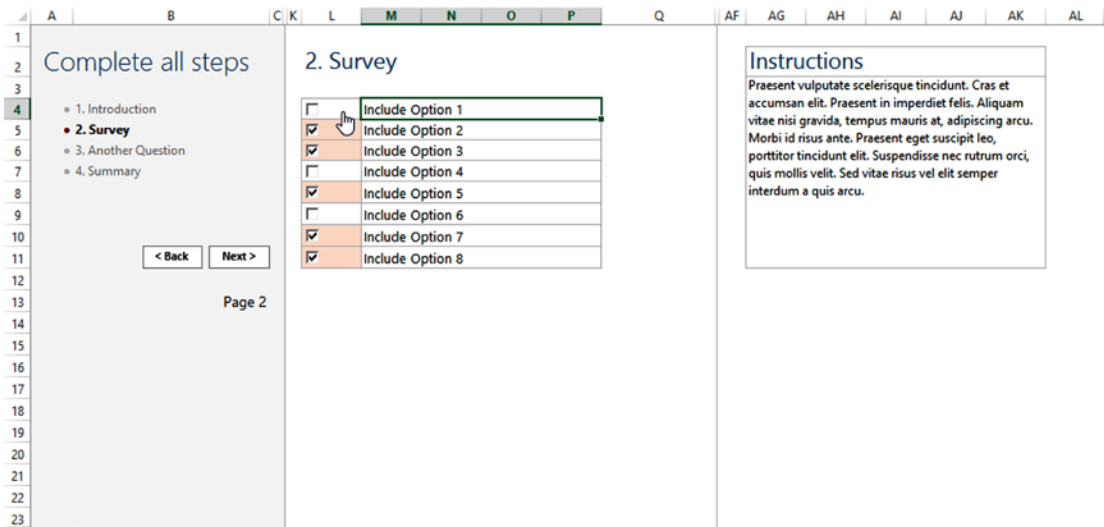 A B C K L M N O P Q AF AG AH AI AJ AK AL
1
2 Complete all steps 2. Survey Instructions
3 Praesent vulputate scelerisque tincidunt. Cras et
4 1. Introduction Include Option 1 accumsan elit. Praesent in imperdiet felis. Aliquam
5 2. Survey Include Option 2 vitae nisi gravida, tempus mauris at, adipiscing arcu.
Morbi id risus ante. Praesent eget suscipit leo,
6 3. Another Question Include Option 3 porttitor tincidunt elit. Suspendisse nec rutrum orci,
7 4. Summary Include Option 4 quis mollis velit. Sed vitae risus vel elit semper
8 Include Option 5 interdum a quis arcu.
9 Include Option 6
10 Include Option 7
11 < Back Next > Include Option 8
12
13 Page 2
14
15
16
17
18
19
20
21
22
23